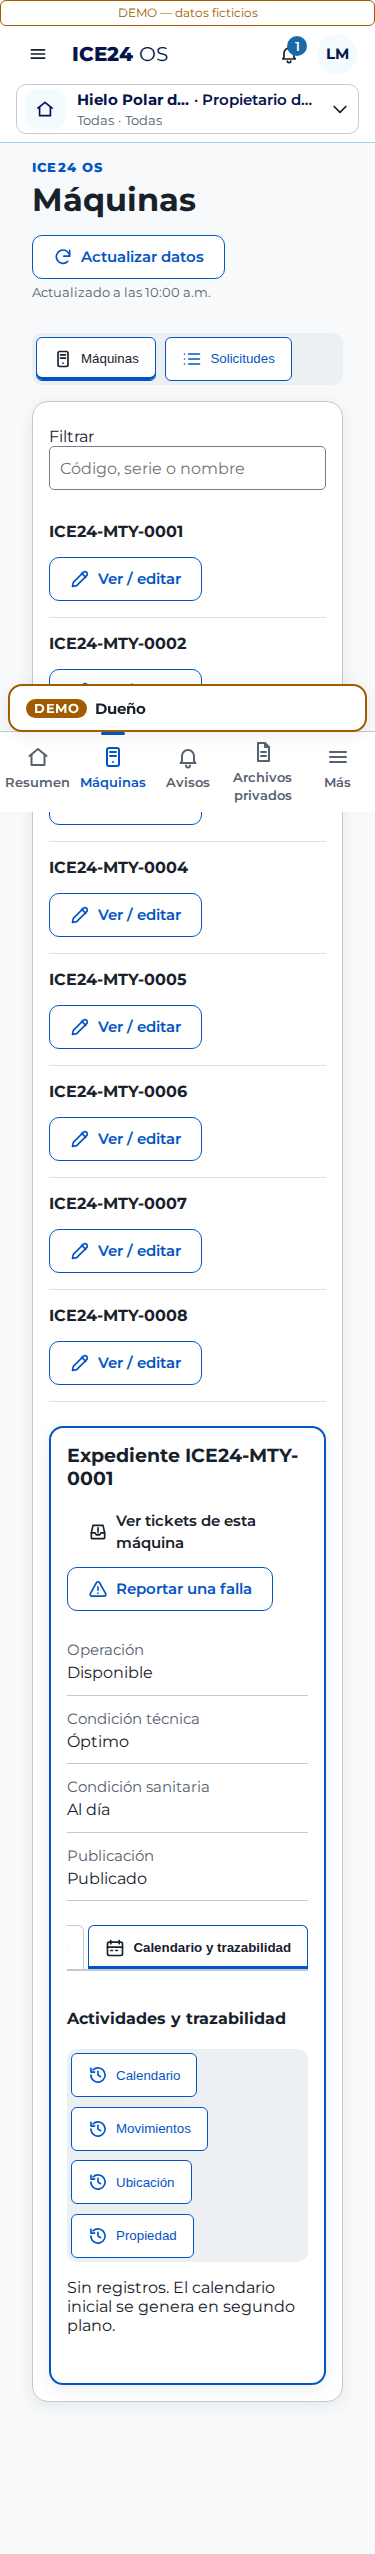 DEMO — datos ficticios
ICE24 OS
1
LM
Hielo Polar d... · Propietario d...
Todas · Todas
ICE24 OS
Máquinas
Actualizar datos
Actualizado a las 10:00 a.m.
Máquinas
Solicitudes
Filtrar
Código, serie o nombre
ICE24-MTY-0001
Ver / editar
ICE24-MTY-0002
DEMO Dueño
Resumen
Máquinas
Avisos
Archivos privados
Más
ICE24-MTY-0004
Ver / editar
ICE24-MTY-0005
Ver / editar
ICE24-MTY-0006
Ver / editar
ICE24-MTY-0007
Ver / editar
ICE24-MTY-0008
Ver / editar
Expediente ICE24-MTY-
0001
Ver tickets de esta
máquina
Reportar una falla
Operación
Disponible
Condición técnica
Óptimo
Condición sanitaria
Al día
Publicación
Publicado
Calendario y trazabilidad
Actividades y trazabilidad
Calendario
Movimientos
Ubicación
Propiedad
Sin registros. El calendario
inicial se genera en segundo
plano.